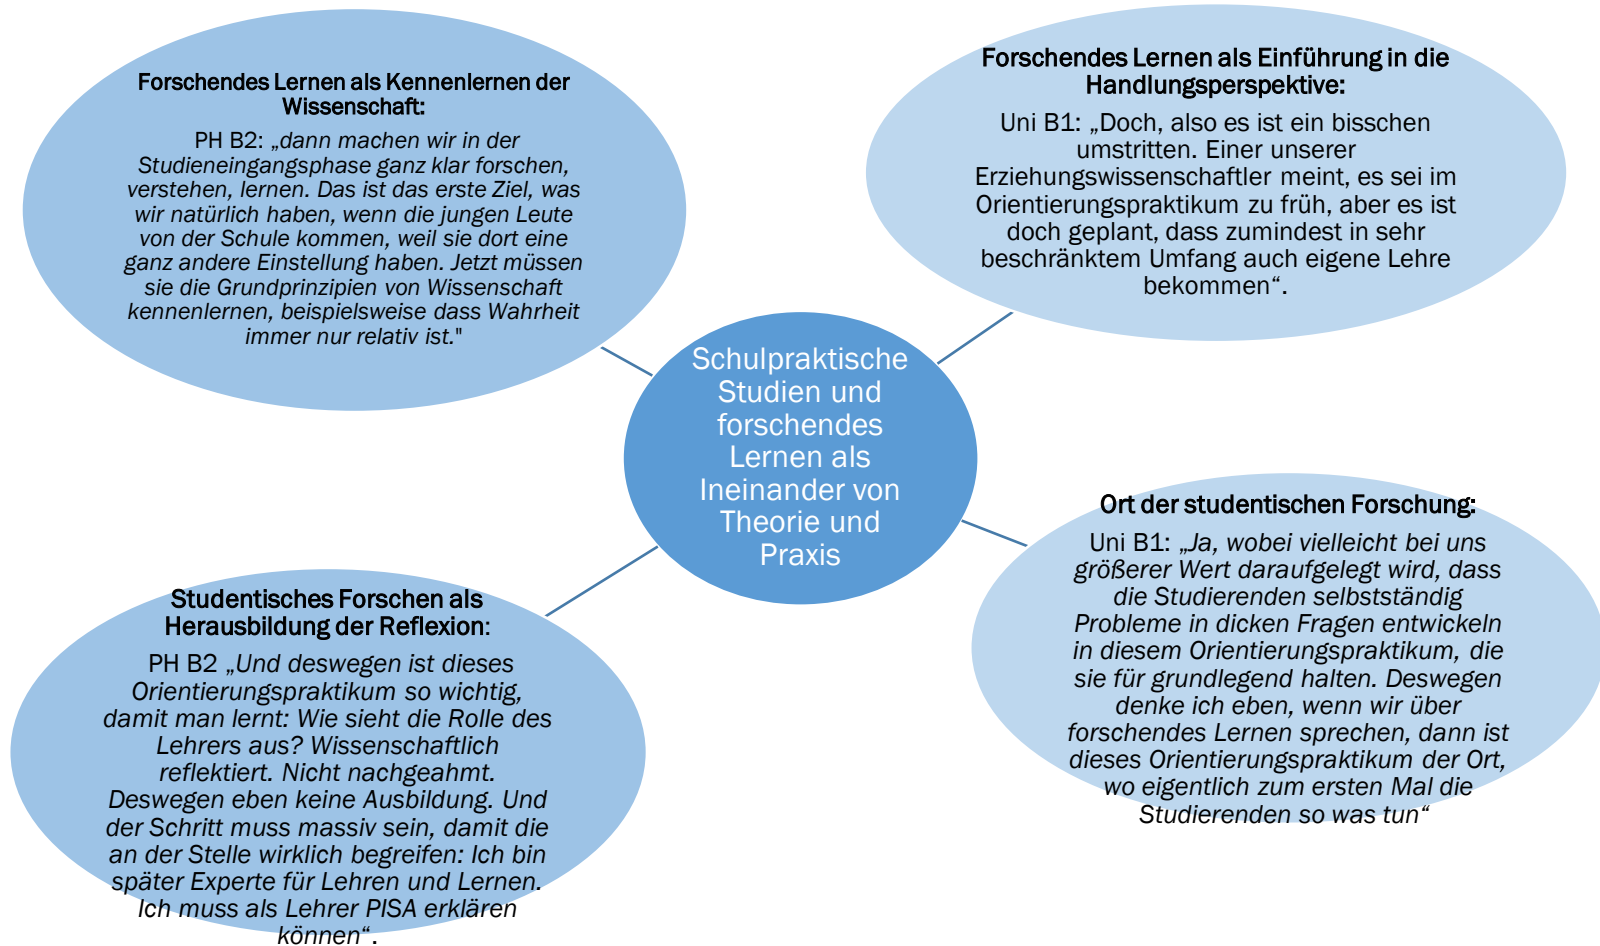 Forschendes Lernen als Kennenlernen der
Wissenschaft:
PH B2: „dann machen wir in der
Studieneingangsphase ganz klar forschen,
verstehen, lernen. Das ist das erste Ziel, was
wir natürlich haben, wenn die jungen Leute
von der Schule kommen, weil sie dort eine
ganz andere Einstellung haben. Jetzt müssen
sie die Grundprinzipien von Wissenschaft
kennenlernen, beispielsweise dass Wahrheit
immer nur relativ ist."
Forschendes Lernen als Einführung in die
Handlungsperspektive:
Uni B1: „Doch, also es ist ein bisschen
umstritten. Einer unserer
Erziehungswissenschaftler meint, es sei im
Orientierungspraktikum zu früh, aber es ist
doch geplant, dass zumindest in sehr
beschränktem Umfang auch eigene Lehre
bekommen“.
Schulpraktische
Studien und
forschendes
Lernen als
Ineinander von
Theorie und
Praxis
Studentisches Forschen als
Herausbildung der Reflexion:
PH B2 „Und deswegen ist dieses
Orientierungspraktikum so wichtig,
damit man lernt: Wie sieht die Rolle des
Lehrers aus? Wissenschaftlich
reflektiert. Nicht nachgeahmt.
Deswegen eben keine Ausbildung. Und
der Schritt muss massiv sein, damit die
an der Stelle wirklich begreifen: Ich bin
später Experte für Lehren und Lernen.
Ich muss als Lehrer PISA erklären
können“.
Ort der studentischen Forschung:
Uni B1: „Ja, wobei vielleicht bei uns
größerer Wert daraufgelegt wird, dass
die Studierenden selbstständig
Probleme in dicken Fragen entwickeln
in diesem Orientierungspraktikum, die
sie für grundlegend halten. Deswegen
denke ich eben, wenn wir über
forschendes Lernen sprechen, dann ist
dieses Orientierungspraktikum der Ort,
wo eigentlich zum ersten Mal die
Studierenden so was tun“